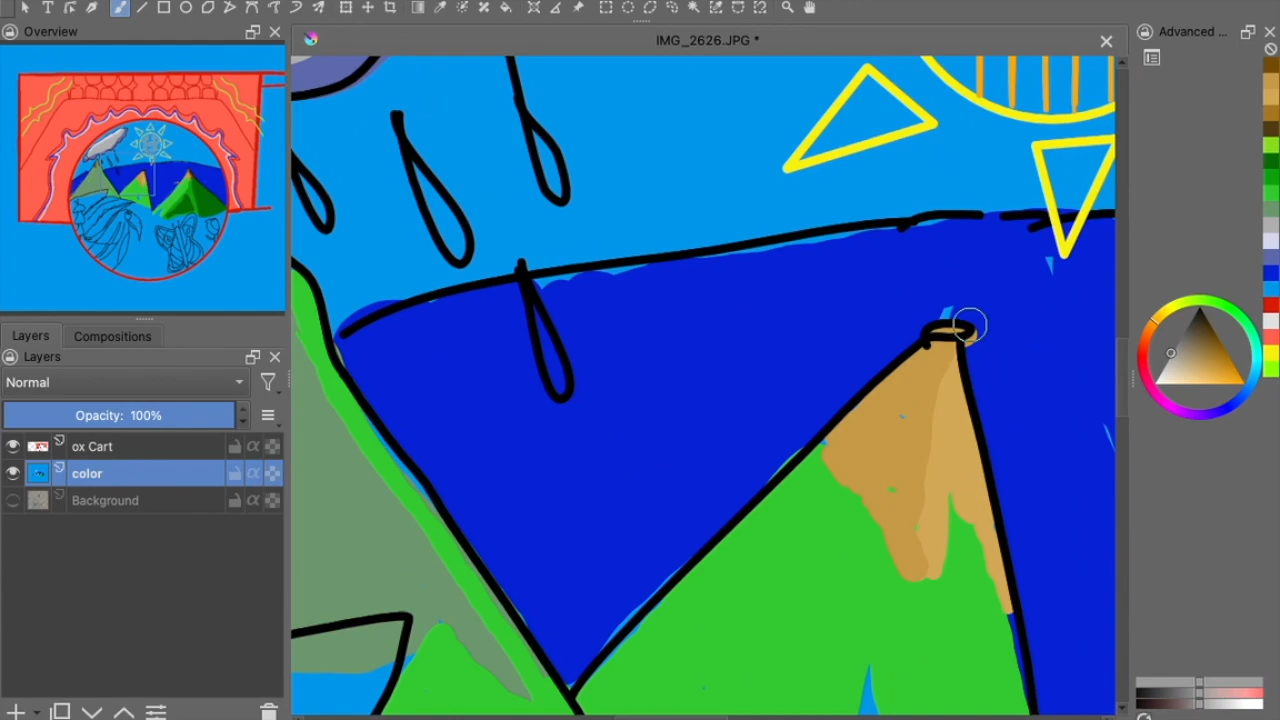 Overview
IMG_2626.JPG *
Advanced ...
Layers
Compositions
Layers
Normal
Opacity: 100%
ox Cart
color
Background